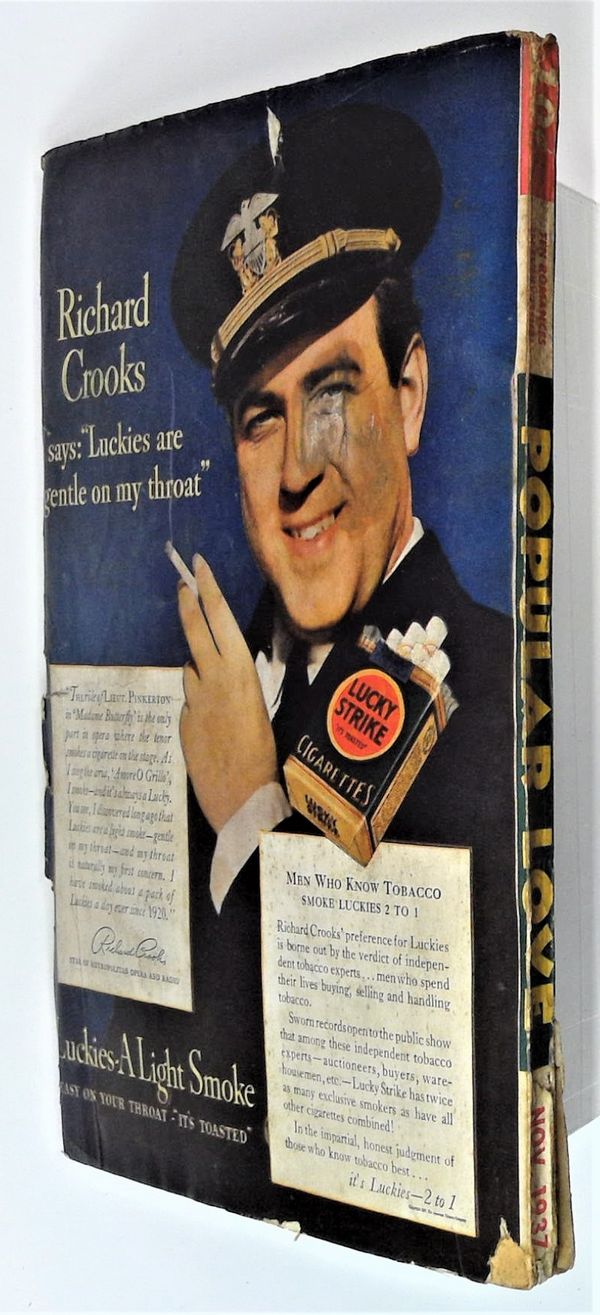 Richard
Crooks
says: "Luckies are
gentle on my throat"
"The role of Lieut. Pinkerton
in 'Madame Butterfly' is the only
part in opera where the tenor
smokes a cigarette on the stage. As
I sing the aria, 'Amore O Grillo',
I smoke—and it's always a Lucky.
You see, I discovered long ago that
Luckies are a light smoke—gentle
on my throat—and my throat
is naturally my first concern. I
have smoked about a pack of
Luckies a day ever since 1920."
Richard Crooks
STAR OF METROPOLITAN OPERA AND RADIO
LUCKY
STRIKE
"IT'S TOASTED"
CIGARETTES
LUCKY
STRIKE
Men Who Know Tobacco
SMOKE LUCKIES 2 TO 1
Richard Crooks' preference for Luckies
is borne out by the verdict of indepen-
dent tobacco experts... men who spend
their lives buying, selling and handling
tobacco.
Sworn records open to the public show
that among these independent tobacco
experts—auctioneers, buyers, ware-
housemen, etc.—Lucky Strike has twice
as many exclusive smokers as have all
other cigarettes combined!
In the impartial, honest judgment of
those who know tobacco best...
it's Luckies—2 to 1
Luckies-A Light Smoke
EASY ON YOUR THROAT-"IT'S TOASTED"
TEN ROMANCES
POPULAR LOVE
NOV. 1937